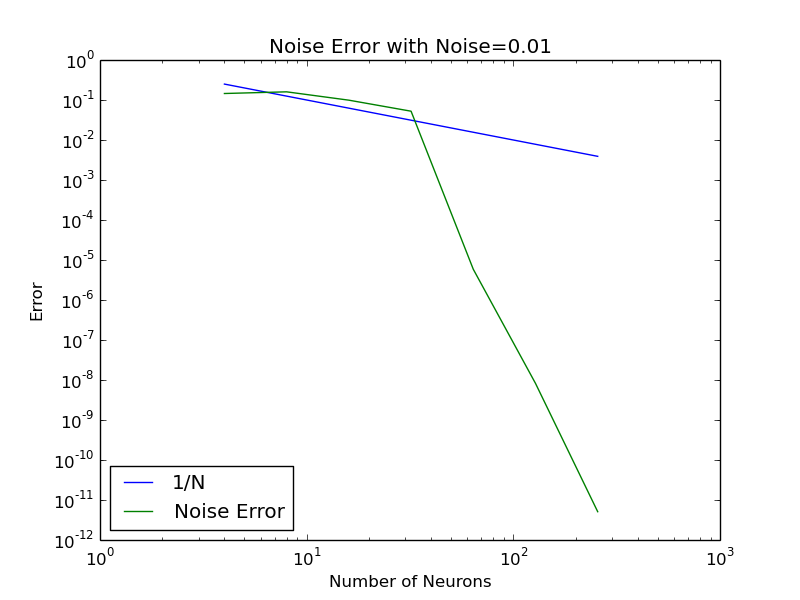 Noise Error with Noise=0.01
10^0
10^-1
10^-2
10^-3
10^-4
10^-5
10^-6
10^-7
10^-8
10^-9
10^-10
10^-11
10^-12
Error
1/N
Noise Error
10^0 10^1 10^2 10^3
Number of Neurons